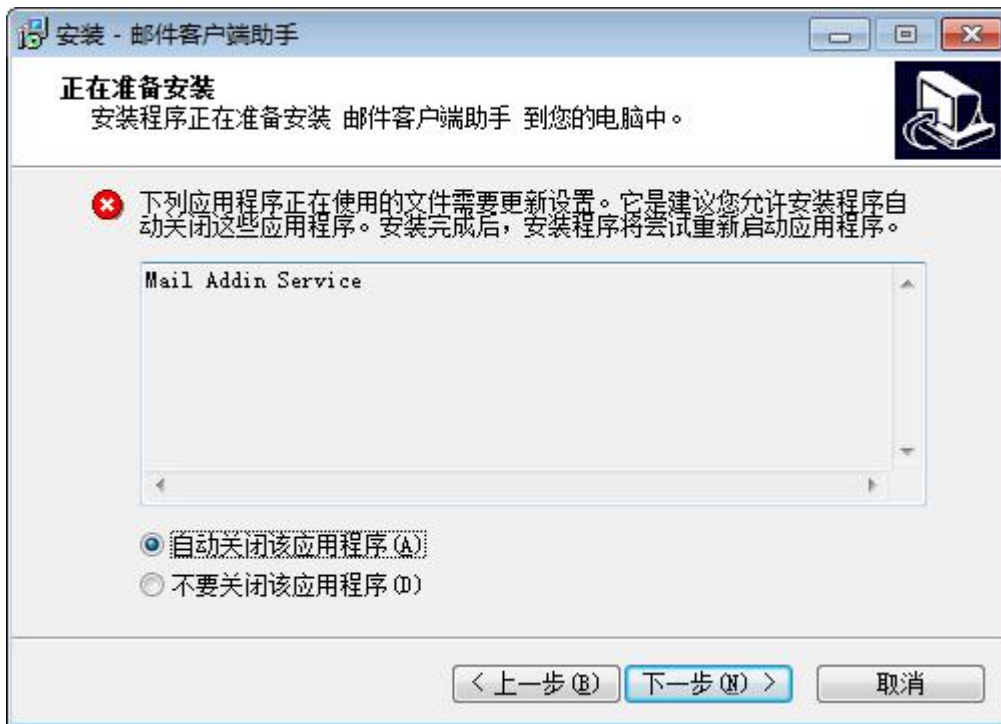 安装 - 邮件客户端助手
正在准备安装
安装程序正在准备安装 邮件客户端助手 到您的电脑中。
下列应用程序正在使用的文件需要更新设置。它是建议您允许安装程序自
动关闭这些应用程序。安装完成后，安装程序将尝试重新启动应用程序。
Mail Addin Service
自动关闭该应用程序(A)
不要关闭该应用程序(D)
< 上一步(B)
下一步(N) >
取消